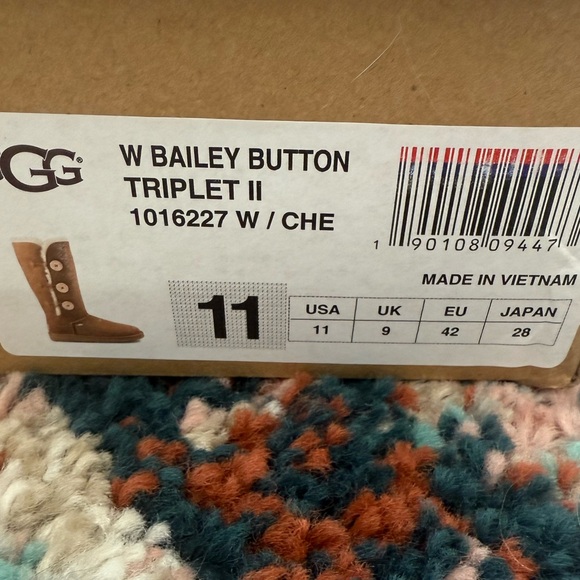 UGG®
W BAILEY BUTTON
TRIPLET II
1016227 W / CHE
1 90108 09447
MADE IN VIETNAM
11
USA UK EU JAPAN
11 9 42 28